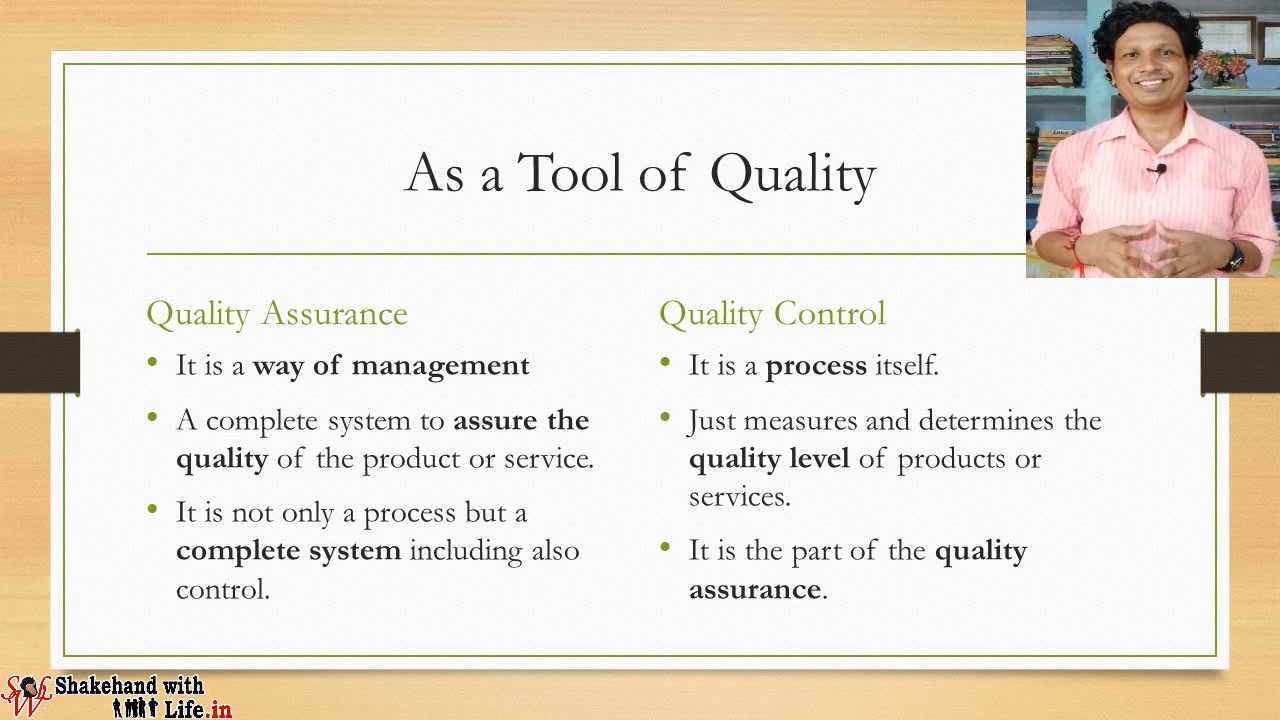 As a Tool of Quality
Quality Assurance
• It is a way of management
• A complete system to assure the
quality of the product or service.
• It is not only a process but a
complete system including also
control.
Quality Control
• It is a process itself.
• Just measures and determines the
quality level of products or
services.
• It is the part of the quality
assurance.
Shakehand with
Life.in